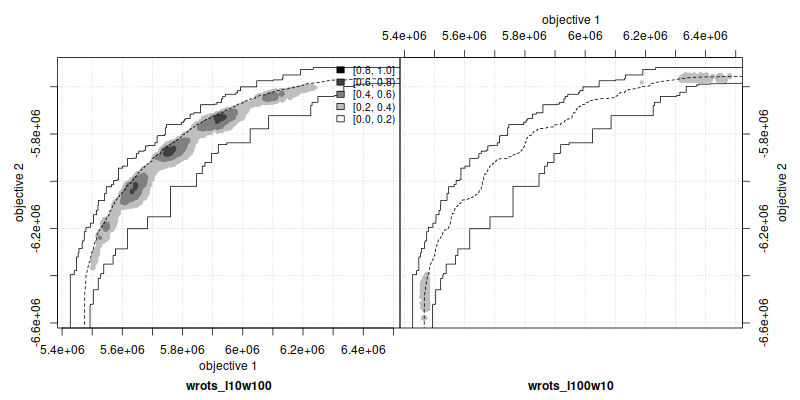 objective 1
5.4e+06 5.6e+06 5.8e+06 6e+06 6.2e+06 6.4e+06
[0.8, 1.0]
[0.6, 0.8)
[0.4, 0.6)
[0.2, 0.4)
[0.0, 0.2)
objective 2
-5.8e+06
-6.2e+06
-6.6e+06
-5.8e+06
-6.2e+06
-6.6e+06
objective 2
5.4e+06 5.6e+06 5.8e+06 6e+06 6.2e+06 6.4e+06
objective 1
wrots_l10w100 wrots_l100w10